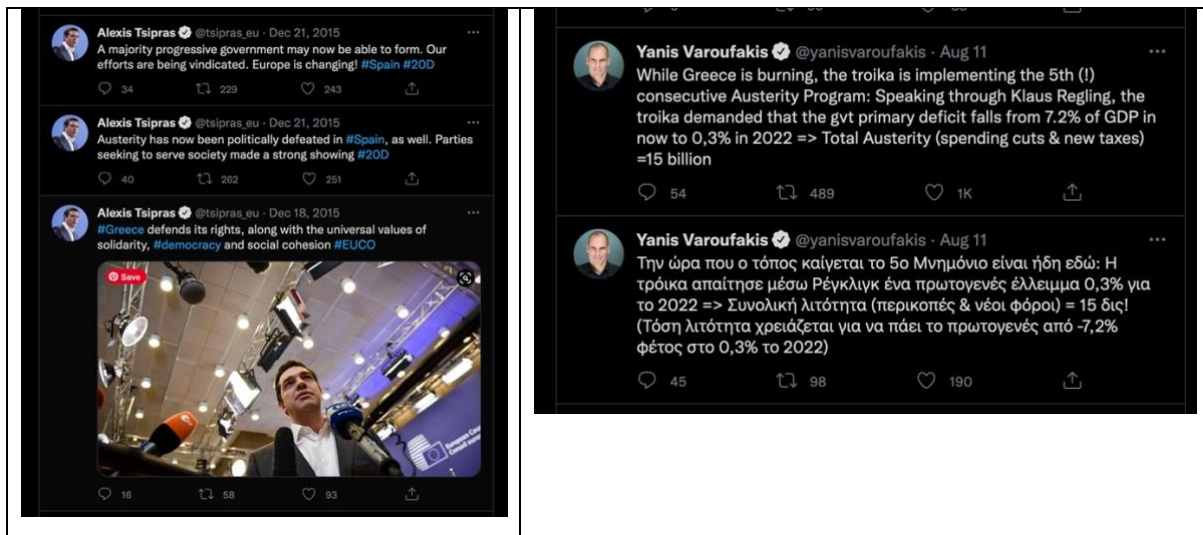 Alexis Tsipras @tsipras_eu · Dec 21, 2015
A majority progressive government may now be able to form. Our
efforts are being vindicated. Europe is changing! #Spain #20D
34 229 243
Alexis Tsipras @tsipras_eu · Dec 21, 2015
Austerity has now been politically defeated in #Spain, as well. Parties
seeking to serve society made a strong showing #20D
40 262 251
Alexis Tsipras @tsipras_eu · Dec 18, 2015
#Greece defends its rights, along with the universal values of
solidarity, #democracy and social cohesion #EUCO
Save
European Council
16 58 93
Yanis Varoufakis @yanisvaroufakis · Aug 11
While Greece is burning, the troika is implementing the 5th (!)
consecutive Austerity Program: Speaking through Klaus Regling, the
troika demanded that the gvt primary deficit falls from 7.2% of GDP in
now to 0,3% in 2022 => Total Austerity (spending cuts & new taxes)
=15 billion
54 489 1K
Yanis Varoufakis @yanisvaroufakis · Aug 11
Την ώρα που ο τόπος καίγεται το 5ο Μνημόνιο είναι ήδη εδώ: Η
τρόικα απαίτησε μέσω Ρέγκλιγκ ένα πρωτογενές έλλειμμα 0,3% για
το 2022 => Συνολική λιτότητα (περικοπές & νέοι φόροι) = 15 δις!
(Τόση λιτότητα χρειάζεται για να πάει το πρωτογενές από -7,2%
φέτος στο 0,3% το 2022)
45 98 190